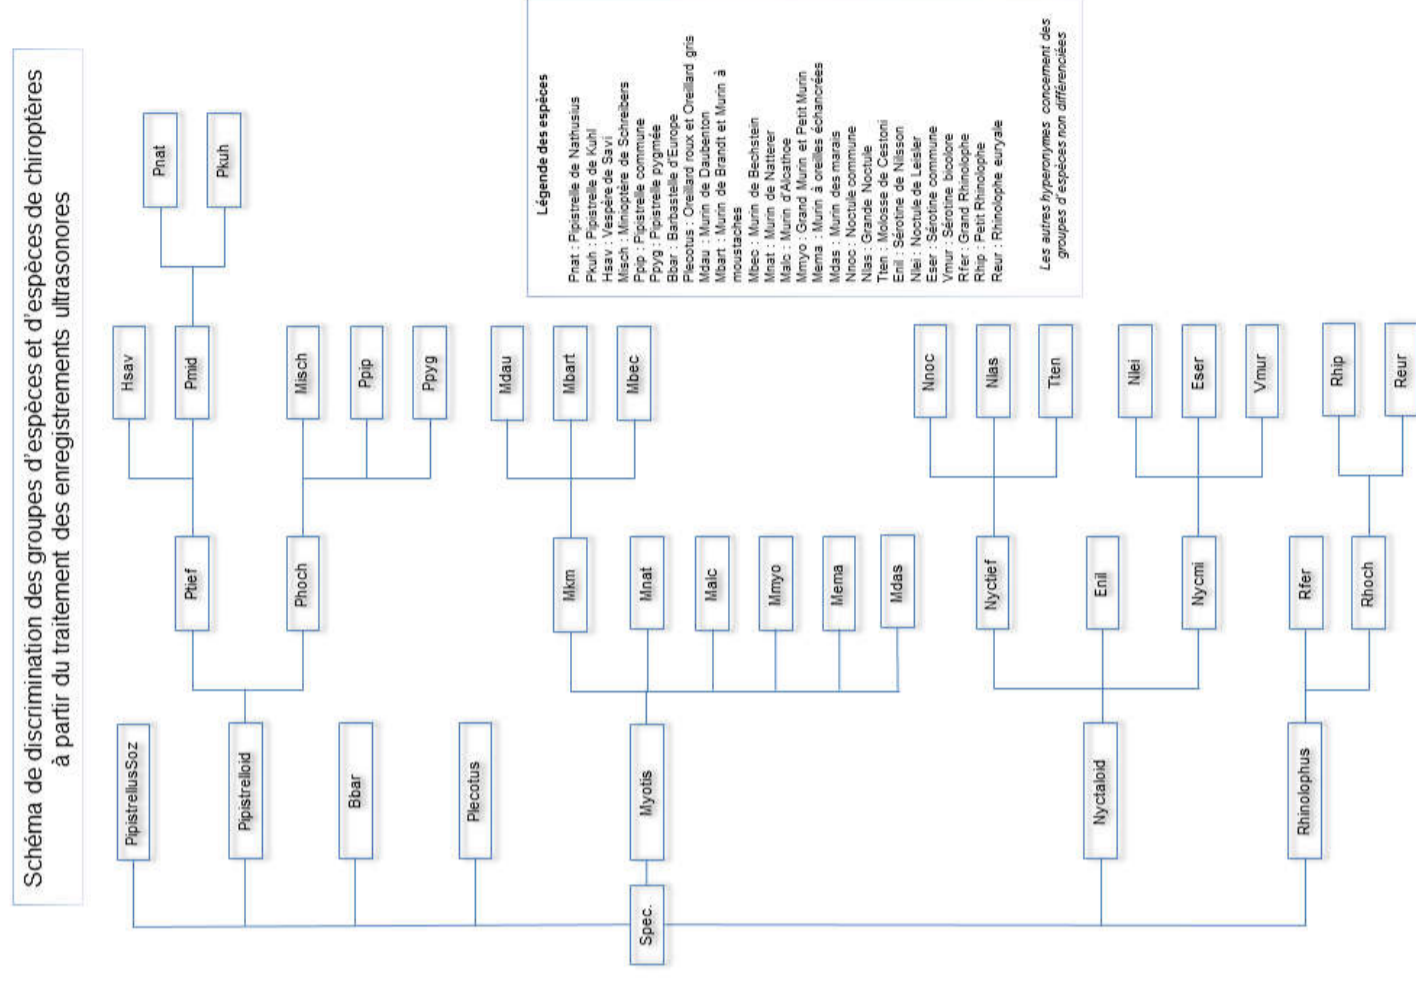 Schéma de discrimination des groupes d'espèces et d'espèces de chiroptères
à partir du traitement des enregistrements ultrasonores
PipistrellusSoz
Pipistrelloid
Bbar
Plecotus
Spec.
Myotis
Nyctaloid
Rhinolophus
Ptief
Phoch
Mkm
Mnat
Malc
Mmyo
Mema
Mdas
Nyctief
Enil
Nycmi
Rfer
Rhoch
Hsav
Pmid
Misch
Ppip
Ppyg
Mdau
Mbart
Mbec
Nnoc
Nlas
Tten
Nlei
Eser
Vmur
Rhip
Reur
Pnat
Pkuh
Légende des espèces
Pnat : Pipistrelle de Nathusius
Pkuh : Pipistrelle de Kuhl
Hsav : Vespère de Savi
Misch : Minioptère de Schreibers
Ppip : Pipistrelle commune
Ppyg : Pipistrelle pygmée
Bbar : Barbastelle d'Europe
Plecotus : Oreillard roux et Oreillard gris
Mdau : Murin de Daubenton
Mbart : Murin de Brandt et Murin à
moustaches
Mbec : Murin de Bechstein
Mnat : Murin de Natterer
Malc : Murin d'Alcathoe
Mmyo : Grand Murin et Petit Murin
Mema : Murin à oreilles échancrées
Mdas : Murin des marais
Nnoc : Noctule commune
Nlas : Grande Noctule
Tten : Molosse de Cestoni
Enil : Sérotine de Nilsson
Nlei : Noctule de Leisler
Eser : Sérotine commune
Vmur : Sérotine bicolore
Rfer : Grand Rhinolophe
Rhip : Petit Rhinolophe
Reur : Rhinolophe euryale
Les autres hyperonymes concernent des
groupes d'espèces non différenciées